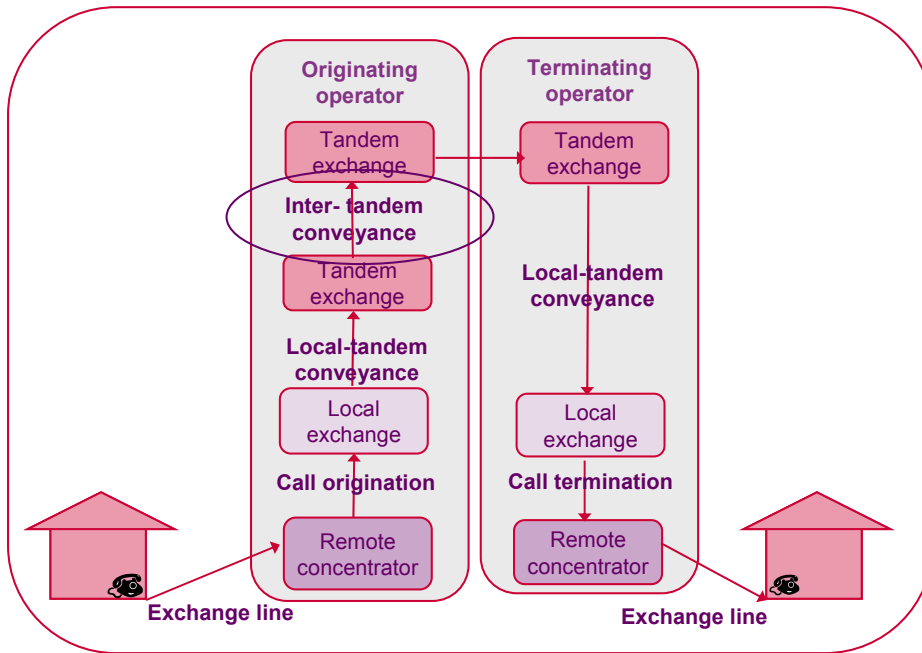 Originating
operator
Tandem
exchange
Inter- tandem
conveyance
Tandem
exchange
Local-tandem
conveyance
Local
exchange
Call origination
Remote
concentrator
Exchange line
Terminating
operator
Tandem
exchange
Local-tandem
conveyance
Local
exchange
Call termination
Remote
concentrator
Exchange line